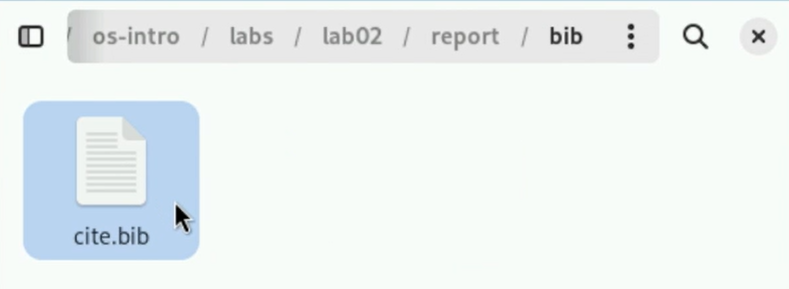 / os-intro / labs / lab02 / report / bib
cite.bib